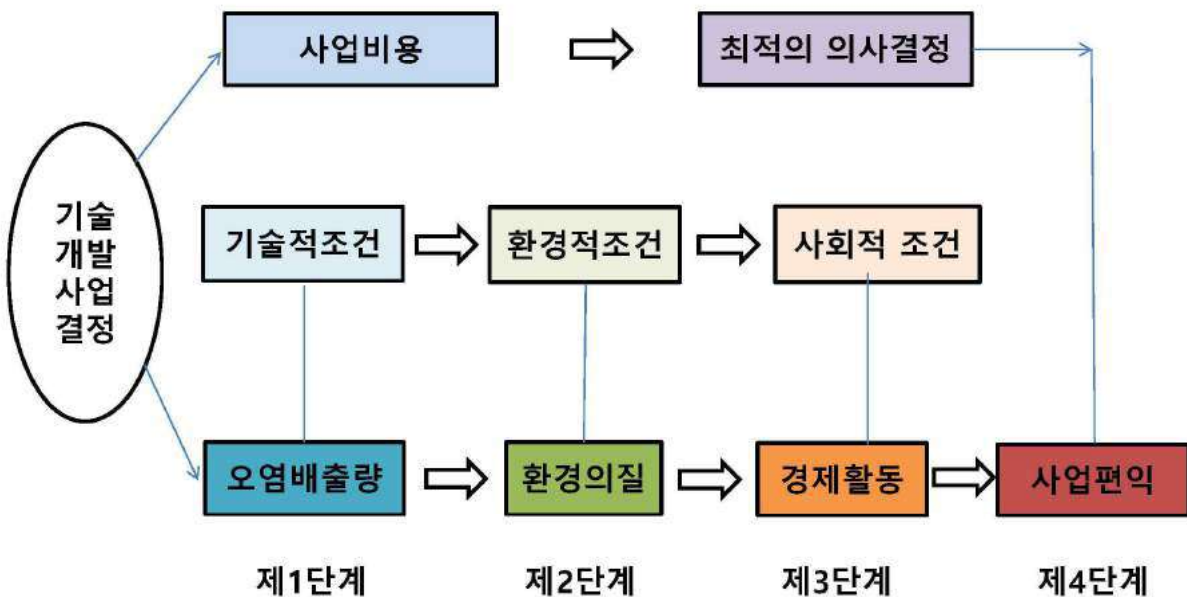 사업비용
최적의 의사결정
기술
개발
사업
결정
기술적조건
환경적조건
사회적 조건
오염배출량
환경의질
경제활동
사업편익
제1단계
제2단계
제3단계
제4단계